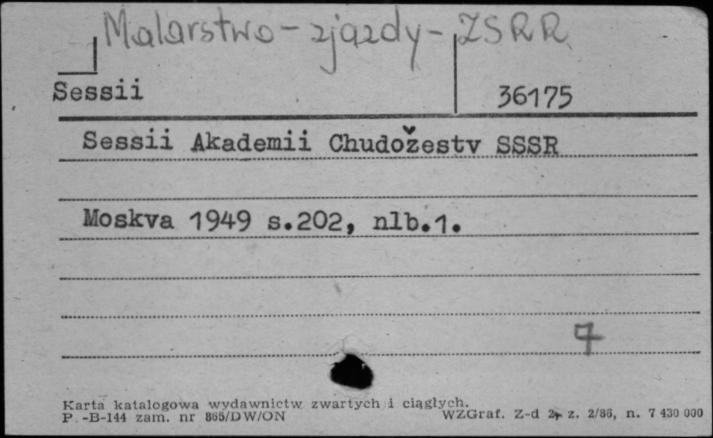 Malarstwo - zjazdy - ZSRR
Sessii 36175
Sessii Akademii Chudožestv SSSR
Moskva 1949 s.202, nlb.1.
7
Karta katalogowa wydawnictw zwartych i ciągłych.
P -B-144 zam. nr 865/DW/ON WZGraf. Z-d 2, z. 2/86, n. 7 430 000